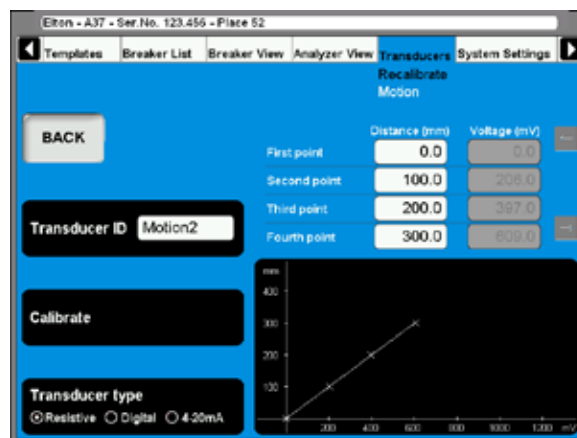 Elton - A37 - Ser.No. 123.456 - Place 52
Templates Breaker List Breaker View Analyzer View Transducers System Settings
Recalibrate
Motion
BACK
Distance (mm) Voltage (mV)
First point 0.0 0.0
Second point 100.0 206.0
Third point 200.0 397.0
Fourth point 300.0 609.0
Transducer ID Motion2
Calibrate
Transducer type
Resistive Digital 4-20mA
mm
400
300
200
100
200 400 600 800 1000 1200 mV